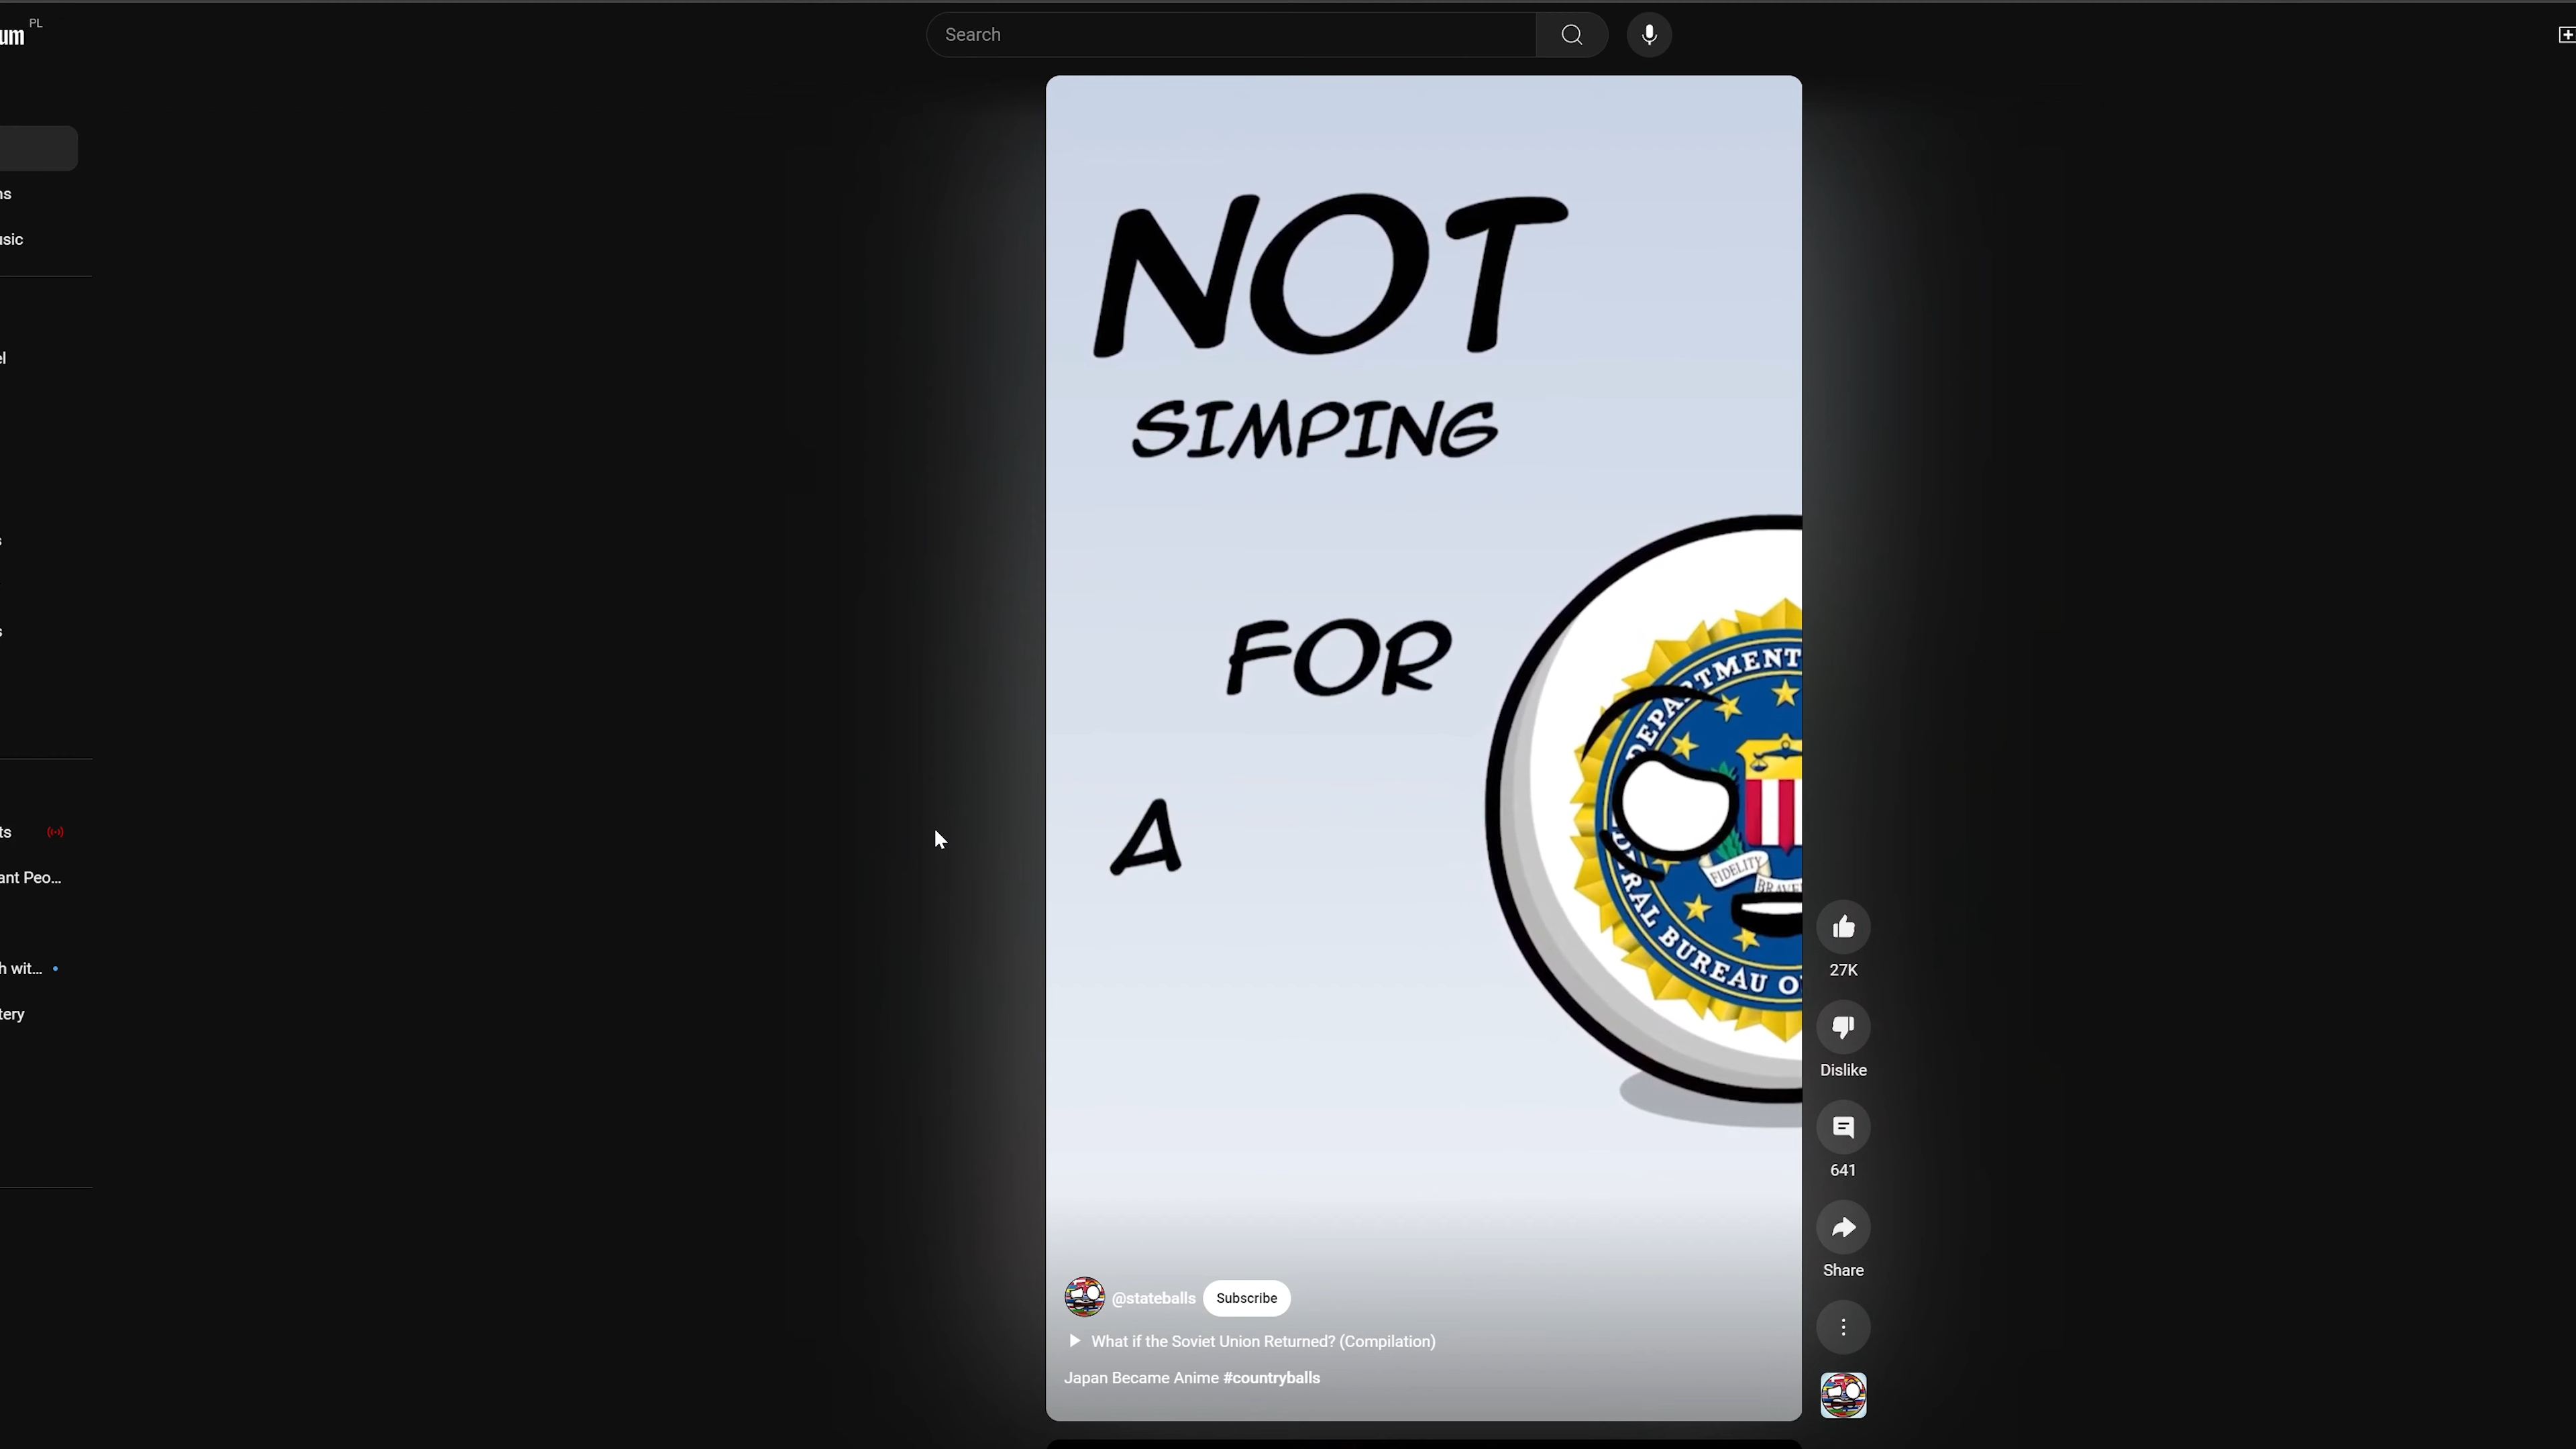 um PL
Search
ns
usic
el
s
s
ts
ant Peo...
h wit...
tery
NOT
SIMPING
FOR
A
DEPARTMENT
FIDELITY
BRAVE
BUREAU O
27K
Dislike
641
Share
@stateballs Subscribe
What if the Soviet Union Returned? (Compilation)
Japan Became Anime #countryballs